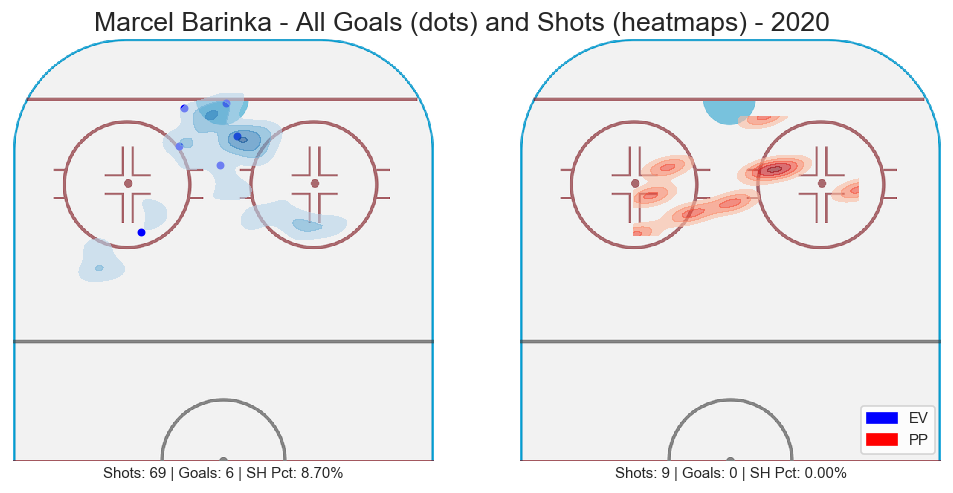 Marcel Barinka - All Goals (dots) and Shots (heatmaps) - 2020
EV
PP
Shots: 69 | Goals: 6 | SH Pct: 8.70%
Shots: 9 | Goals: 0 | SH Pct: 0.00%